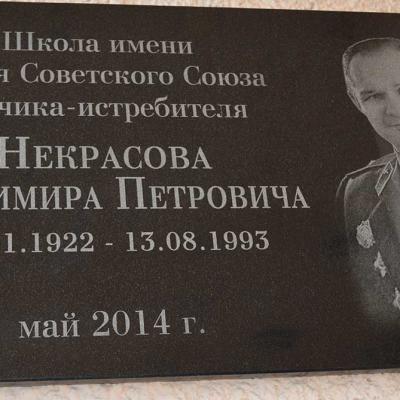 Школа имени
я Советского Союза
чика-истребителя
Некрасова
имира Петровича
1.1922 - 13.08.1993
май 2014 г.